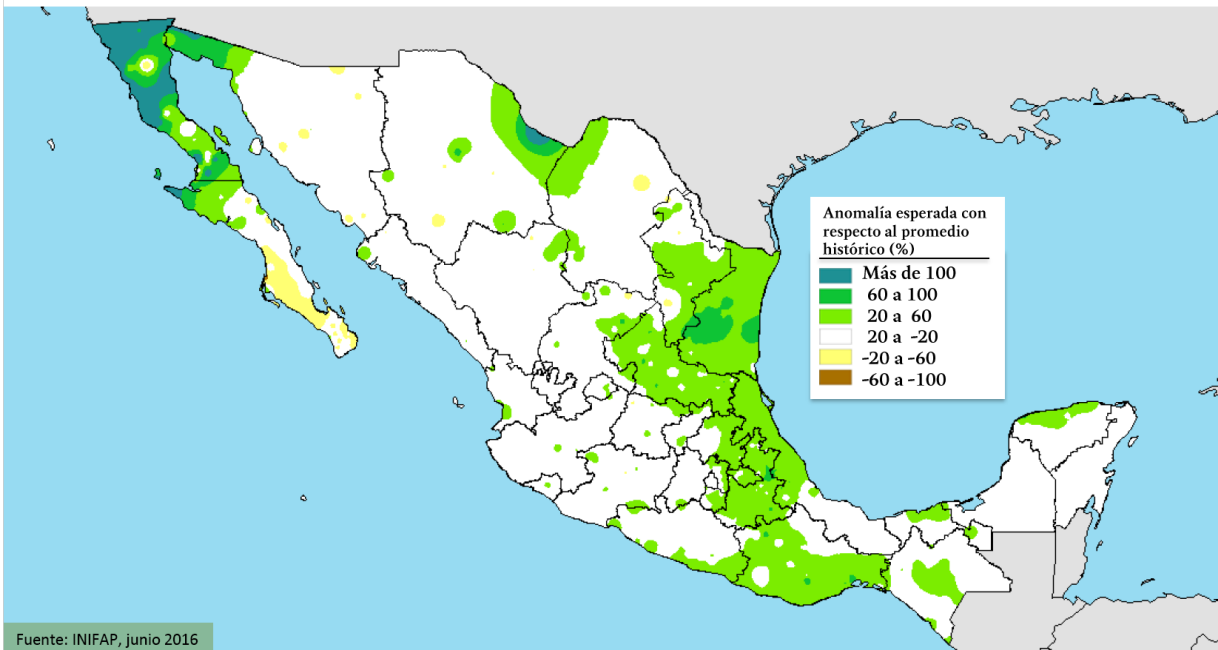 Anomalía esperada con
respecto al promedio
histórico (%)
Más de 100
60 a 100
20 a 60
20 a -20
-20 a -60
-60 a -100
Fuente: INIFAP, junio 2016